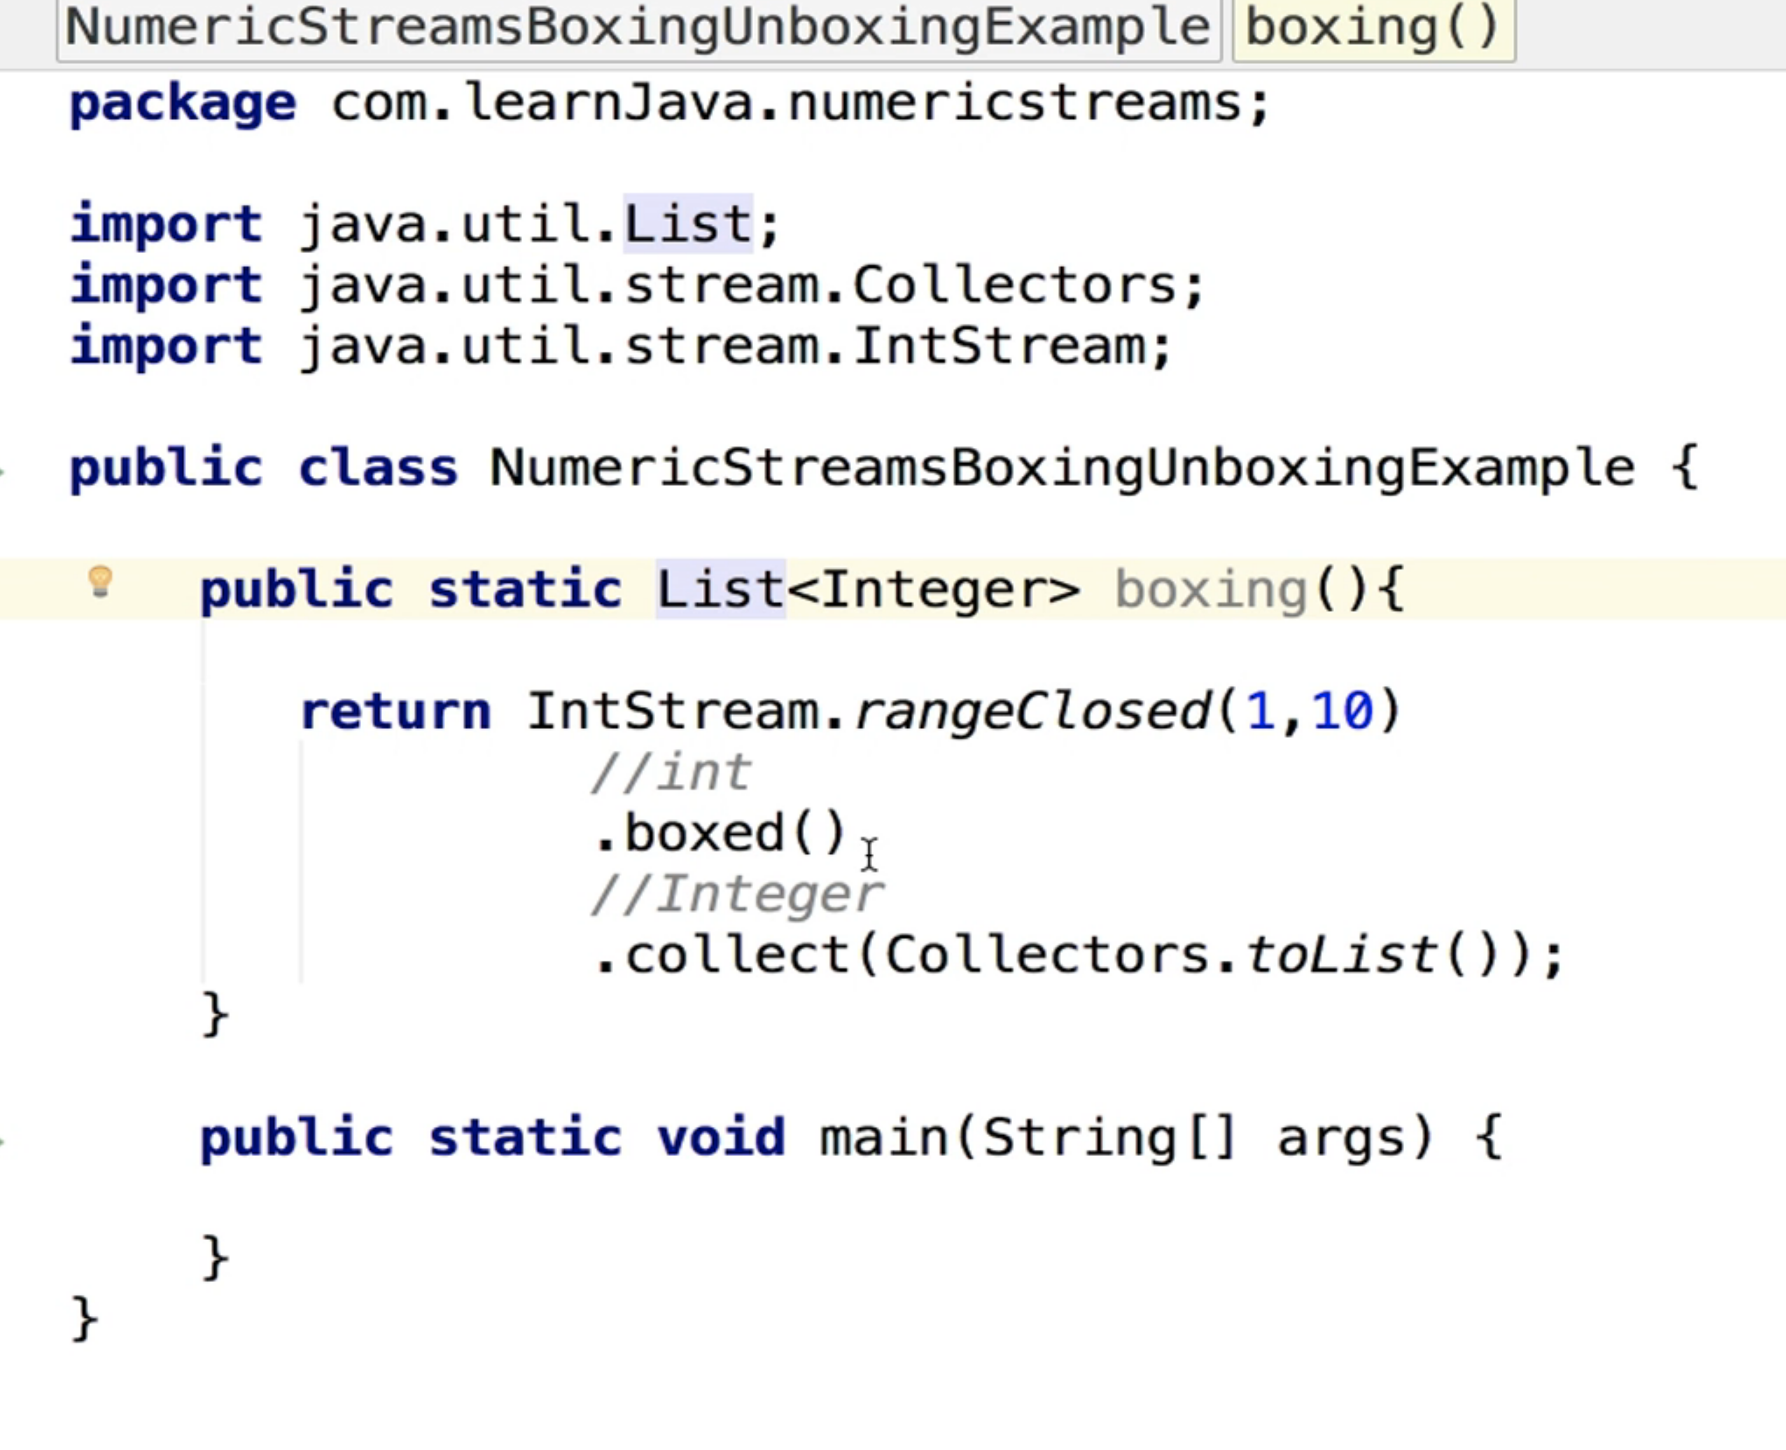 NumericStreamsBoxingUnboxingExample boxing()
package com.learnJava.numericstreams;
import java.util.List;
import java.util.stream.Collectors;
import java.util.stream.IntStream;
public class NumericStreamsBoxingUnboxingExample {
public static List<Integer> boxing(){
return IntStream.rangeClosed(1,10)
//int
.boxed()
//Integer
.collect(Collectors.toList());
}
public static void main(String[] args) {
}
}